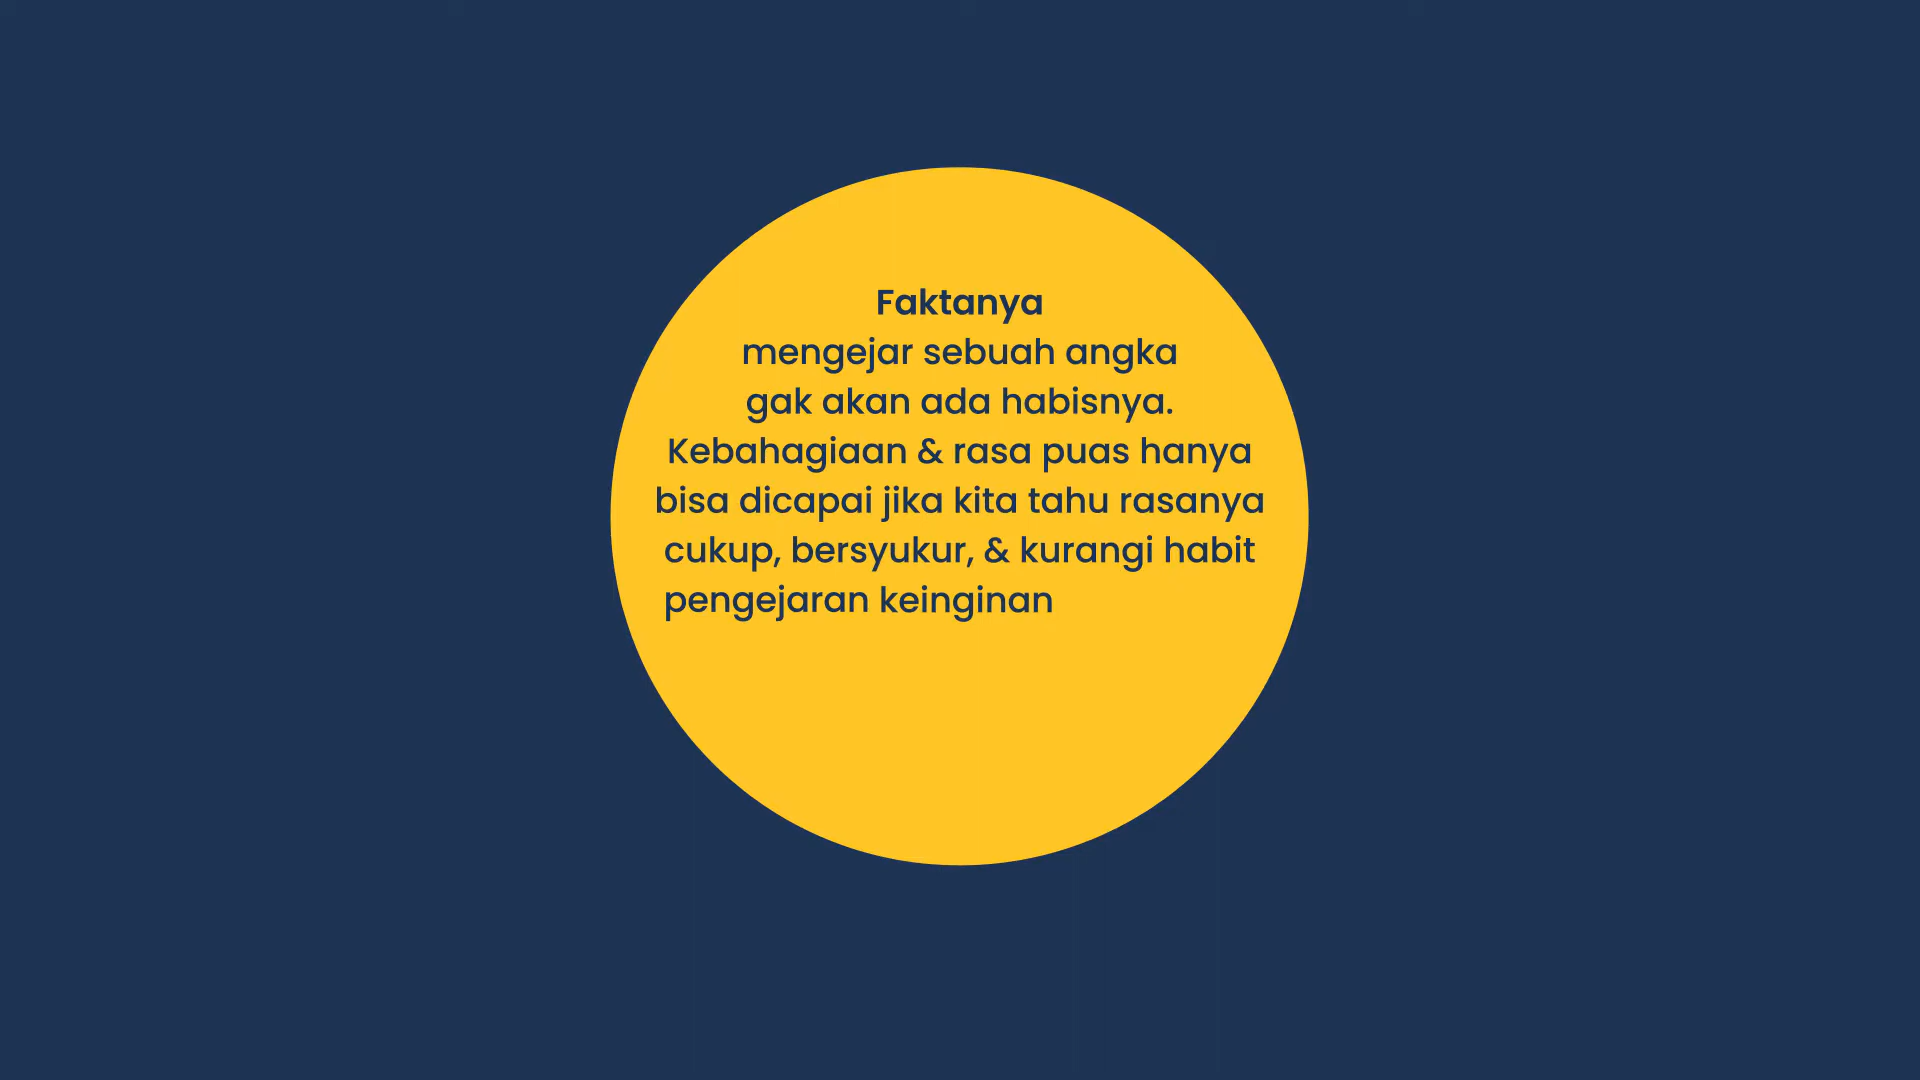 Faktanya
mengejar sebuah angka
gak akan ada habisnya.
Kebahagiaan & rasa puas hanya
bisa dicapai jika kita tahu rasanya
cukup, bersyukur, & kurangi habit
pengejaran keinginan